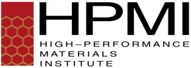 HPMI
HIGH-PERFORMANCE
MATERIALS
INSTITUTE